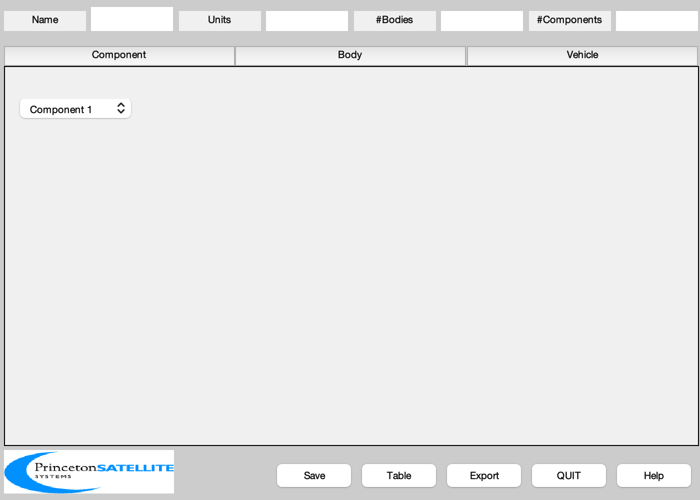 Name Units #Bodies #Components
Component Body Vehicle
Component 1
PrincetonSATELLITE
SYSTEMS
Save Table Export QUIT Help